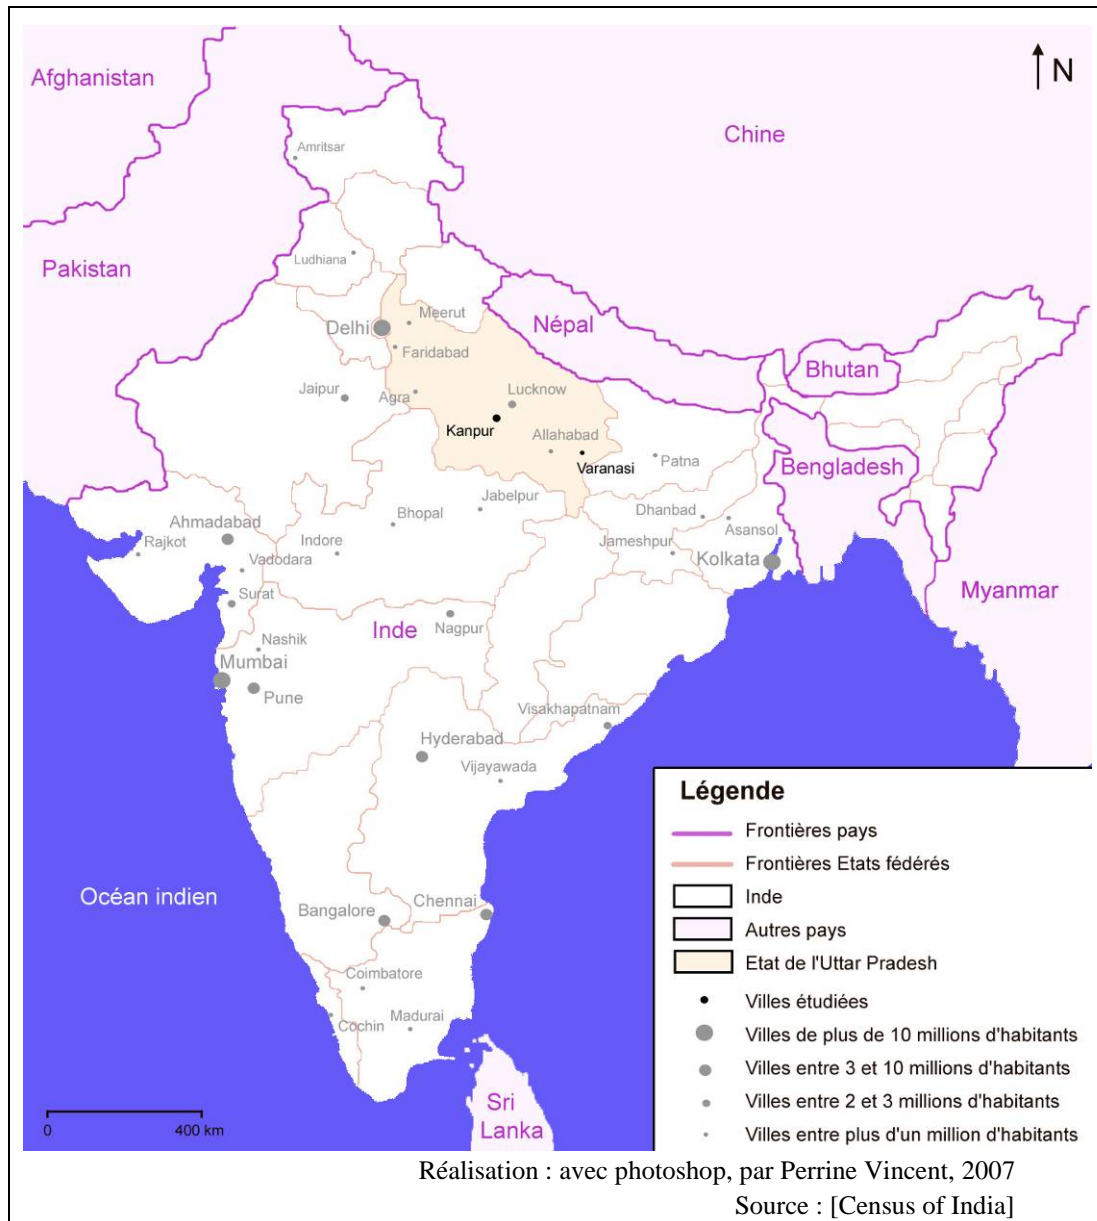 Afghanistan
N
Chine
Amritsar
Pakistan
Ludhiana
Népal
Delhi
Meerut
Faridabad
Bhutan
Jaipur
Agra
Lucknow
Kanpur
Allahabad
Varanasi
Patna
Bengladesh
Jabelpur
Bhopal
Dhanbad
Asansol
Ahmadabad
Rajkot
Indore
Jameshpur
Kolkata
Vadodara
Surat
Myanmar
Inde
Nagpur
Nashik
Mumbai
Pune
Visakhapatnam
Hyderabad
Vijayawada
Océan indien
Bangalore
Chennai
Coimbatore
Cochin
Madurai
Sri
Lanka
0 400 km
Légende
Frontières pays
Frontières Etats fédérés
Inde
Autres pays
Etat de l'Uttar Pradesh
Villes étudiées
Villes de plus de 10 millions d'habitants
Villes entre 3 et 10 millions d'habitants
Villes entre 2 et 3 millions d'habitants
Villes entre plus d'un million d'habitants
Réalisation : avec photoshop, par Perrine Vincent, 2007
Source : [Census of India]